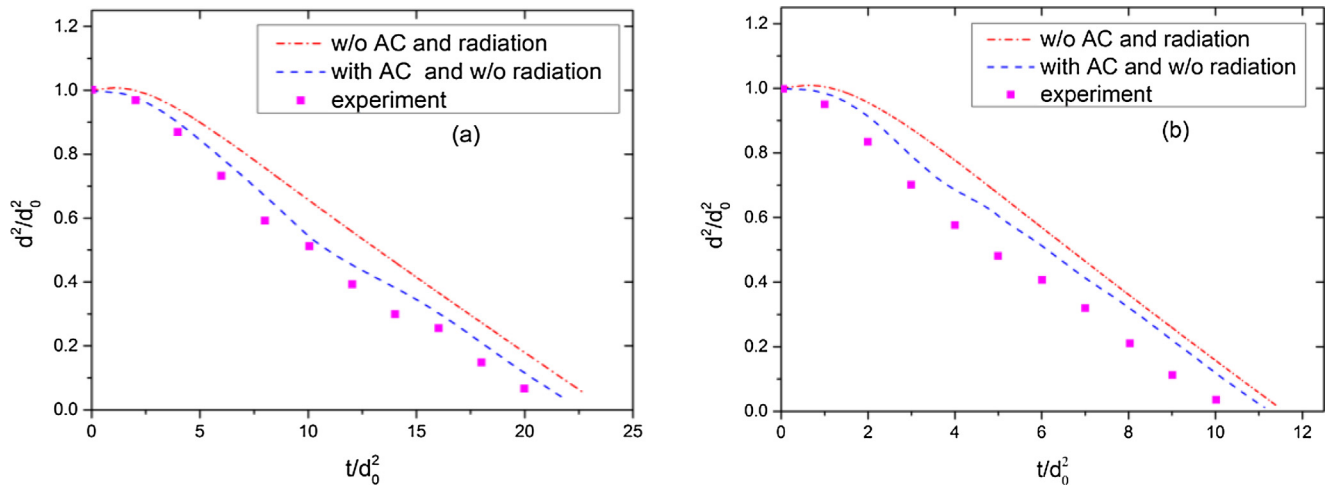 1.2
1.0
0.8
0.6
0.4
0.2
0.0
d²/d₀²
0 5 10 15 20 25
t/d₀²
w/o AC and radiation
with AC and w/o radiation
experiment
(a)
1.2
1.0
0.8
0.6
0.4
0.2
0.0
d²/d₀²
0 2 4 6 8 10 12
t/d₀²
w/o AC and radiation
with AC and w/o radiation
experiment
(b)